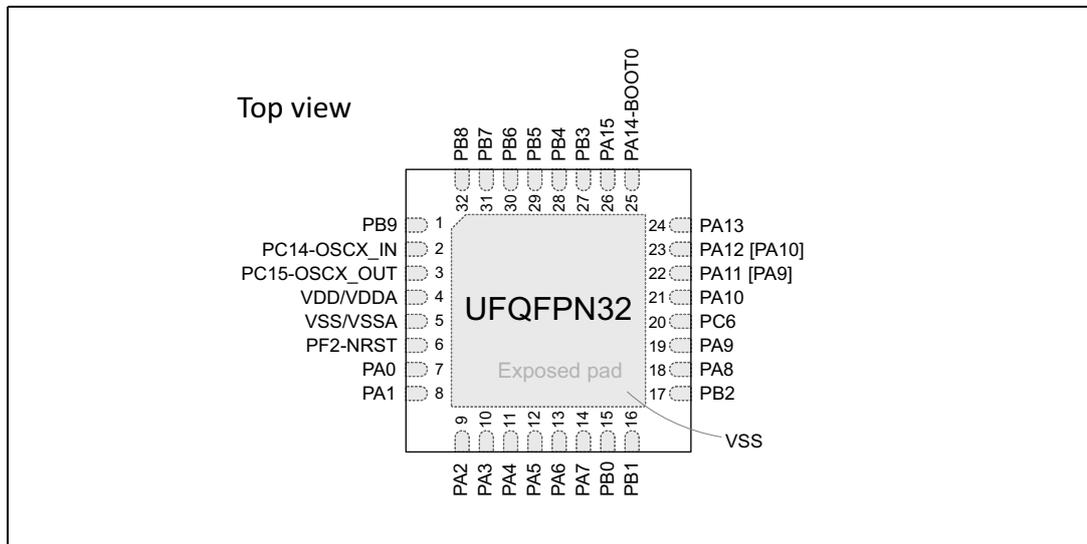 Top view
PB8
PB7
PB6
PB5
PB4
PB3
PA15
PA14-BOOT0
32
31
30
29
28
27
26
25
PB9 1
PC14-OSCX_IN 2
PC15-OSCX_OUT 3
VDD/VDDA 4
VSS/VSSA 5
PF2-NRST 6
PA0 7
PA1 8
UFQFPN32
Exposed pad
24 PA13
23 PA12 [PA10]
22 PA11 [PA9]
21 PA10
20 PC6
19 PA9
18 PA8
17 PB2
VSS
9
10
11
12
13
14
15
16
PA2
PA3
PA4
PA5
PA6
PA7
PB0
PB1